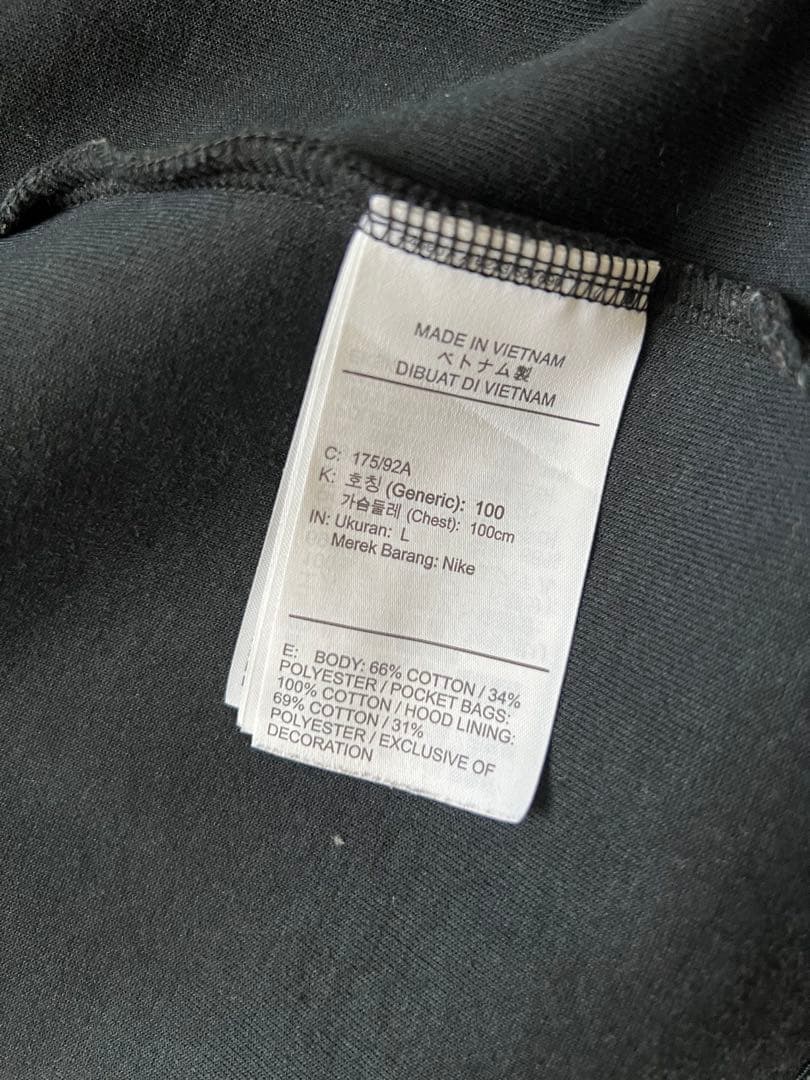 MADE IN VIETNAM
ベトナム製
DIBUAT DI VIETNAM
C: 175/92A
K: 호칭 (Generic): 100
가슴둘레 (Chest): 100cm
IN: Ukuran: L
Merek Barang: Nike
E: BODY: 66% COTTON / 34%
POLYESTER / POCKET BAGS:
100% COTTON / HOOD LINING:
69% COTTON / 31%
POLYESTER / EXCLUSIVE OF
DECORATION